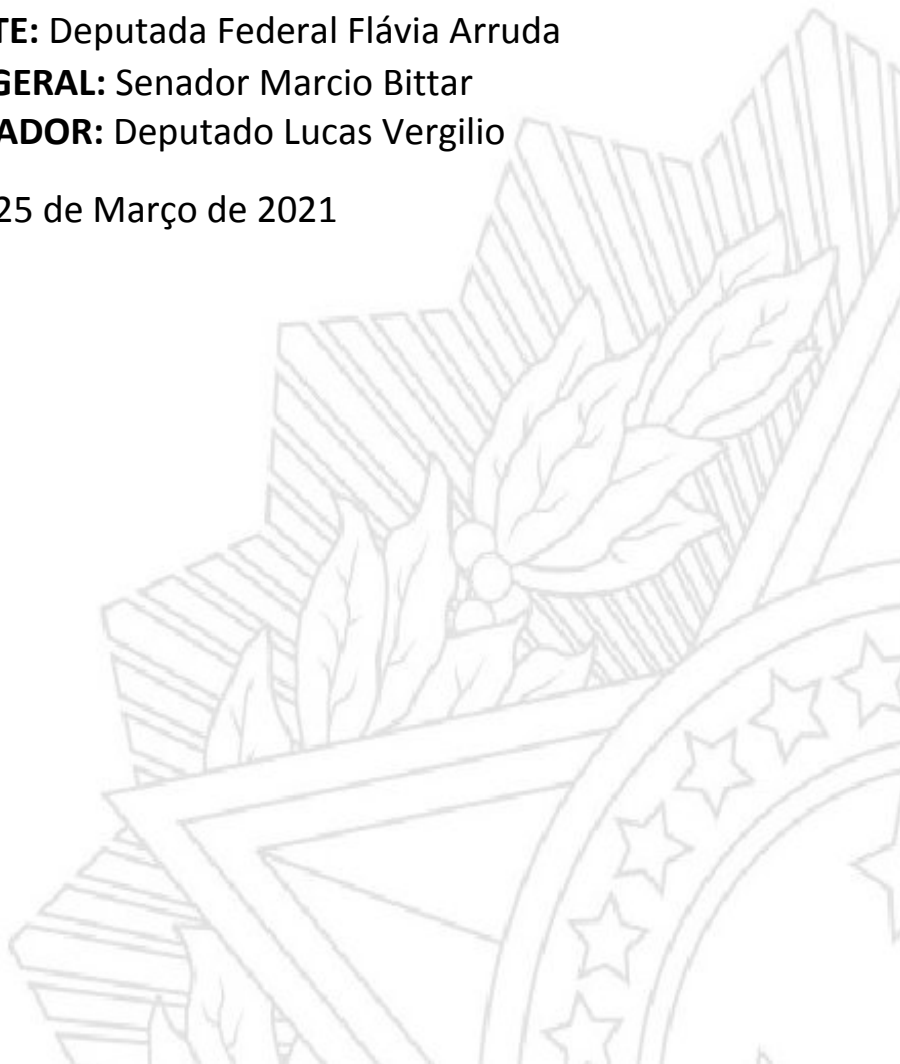 TE: Deputada Federal Flávia Arruda
GERAL: Senador Marcio Bittar
ADOR: Deputado Lucas Vergilio
25 de Março de 2021